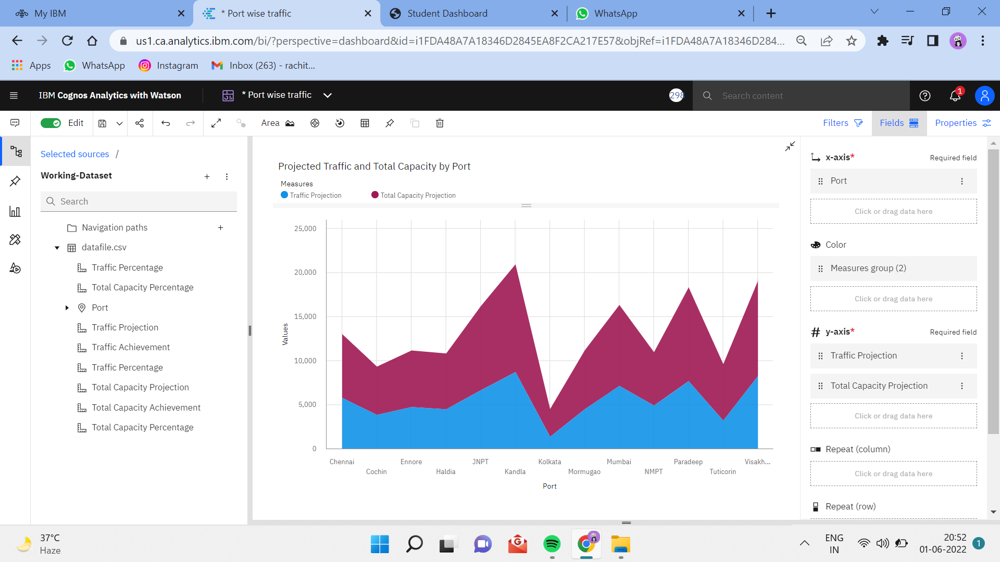 My IBM
* Port wise traffic
Student Dashboard
WhatsApp
us1.ca.analytics.ibm.com/bi/?perspective=dashboard&id=i1FDA48A7A18346D2845EA8F2CA217E57&objRef=i1FDA48A7A18346D284...
Apps
WhatsApp
Instagram
Inbox (263) - rachit...
IBM Cognos Analytics with Watson
* Port wise traffic
298
Search content
1
Edit
Area
Filters
Fields
Properties
Selected sources /
Working-Dataset
Search
Navigation paths
datafile.csv
Traffic Percentage
Total Capacity Percentage
Port
Traffic Projection
Traffic Achievement
Traffic Percentage
Total Capacity Projection
Total Capacity Achievement
Total Capacity Percentage
Projected Traffic and Total Capacity by Port
Measures
Traffic Projection
Total Capacity Projection
25,000
20,000
15,000
10,000
5,000
0
Values
Chennai
Cochin
Ennore
Haldia
JNPT
Kandla
Kolkata
Mormugao
Mumbai
NMPT
Paradeep
Tuticorin
Visakh...
Port
x-axis*
Required field
Port
Click or drag data here
Color
Measures group (2)
Click or drag data here
y-axis*
Required field
Traffic Projection
Total Capacity Projection
Click or drag data here
Repeat (column)
Click or drag data here
Repeat (row)
37°C
Haze
ENG
IN
20:52
01-06-2022
1